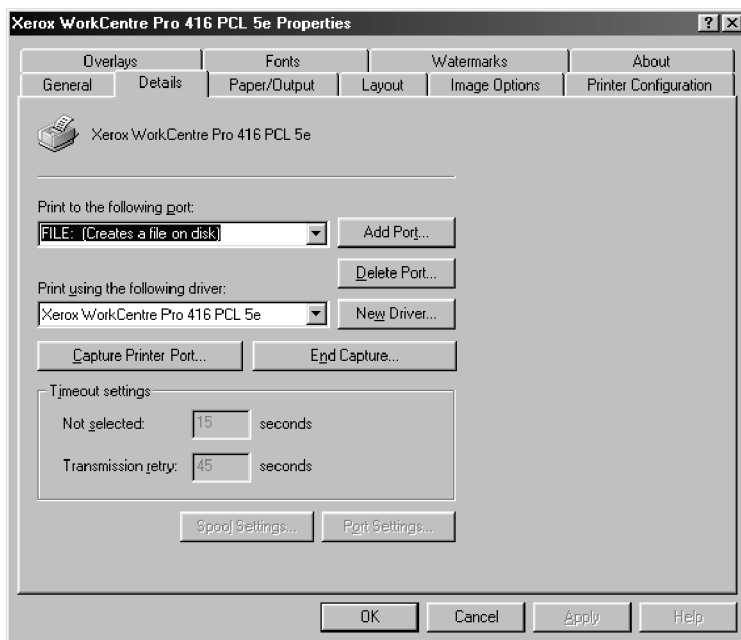 Xerox WorkCentre Pro 416 PCL 5e Properties
Overlays Fonts Watermarks About
General Details Paper/Output Layout Image Options Printer Configuration
Xerox WorkCentre Pro 416 PCL 5e
Print to the following port:
FILE: (Creates a file on disk) Add Port...
Delete Port...
Print using the following driver:
Xerox WorkCentre Pro 416 PCL 5e New Driver...
Capture Printer Port... End Capture...
Timeout settings
Not selected: 15 seconds
Transmission retry: 45 seconds
Spool Settings... Port Settings...
OK Cancel Apply Help